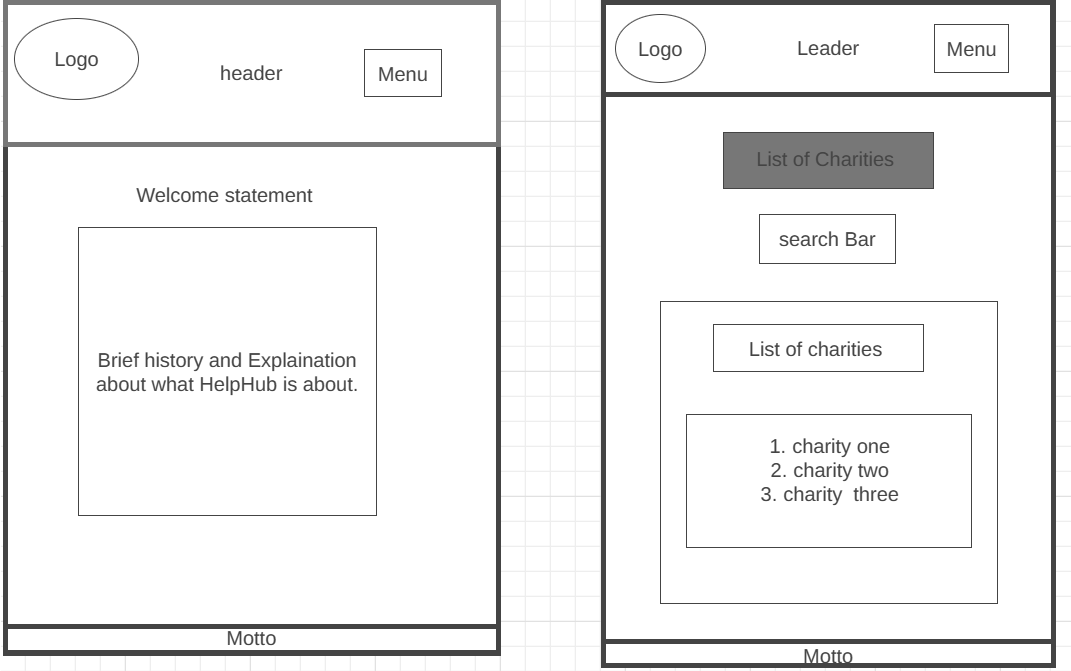 Logo
header
Menu
Welcome statement
Brief history and Explaination
about what HelpHub is about.
Motto
Logo
Leader
Menu
List of Charities
search Bar
List of charities
1. charity one
2. charity two
3. charity  three
Motto